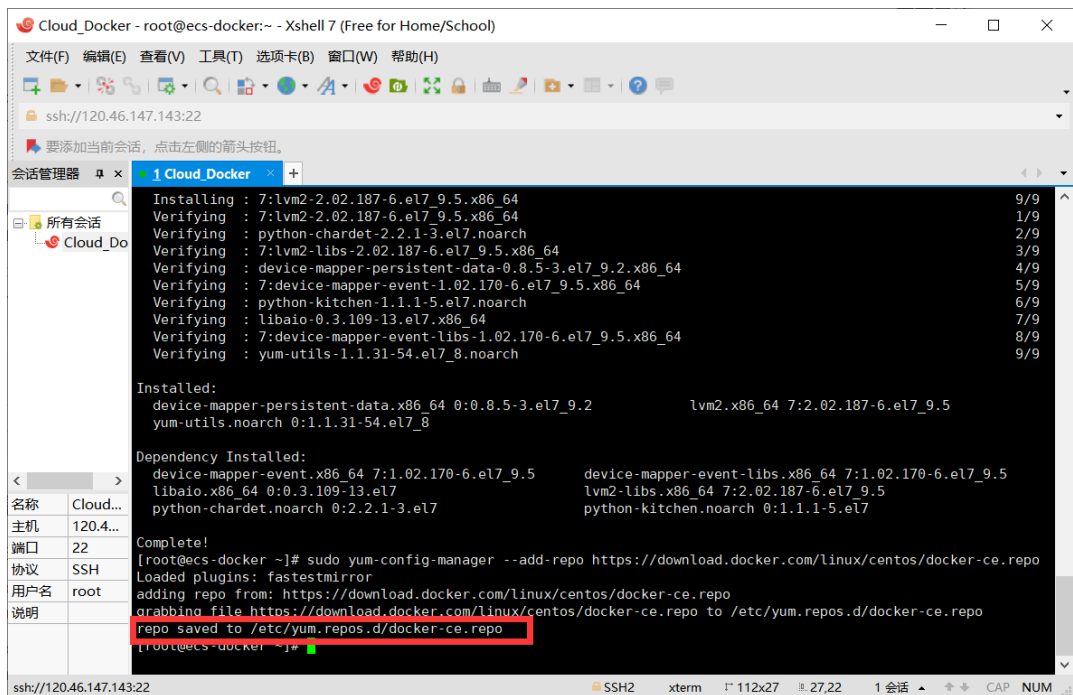 Cloud_Docker - root@ecs-docker:~ - Xshell 7 (Free for Home/School)
文件(F) 编辑(E) 查看(V) 工具(T) 选项卡(B) 窗口(W) 帮助(H)
ssh://120.46.147.143:22
要添加当前会话，点击左侧的箭头按钮。
会话管理器
1 Cloud_Docker
所有会话
Cloud_Do
Installing : 7:lvm2-2.02.187-6.el7_9.5.x86_64 9/9
Verifying : 7:lvm2-2.02.187-6.el7_9.5.x86_64 1/9
Verifying : python-chardet-2.2.1-3.el7.noarch 2/9
Verifying : 7:lvm2-libs-2.02.187-6.el7_9.5.x86_64 3/9
Verifying : device-mapper-persistent-data-0.8.5-3.el7_9.2.x86_64 4/9
Verifying : 7:device-mapper-event-1.02.170-6.el7_9.5.x86_64 5/9
Verifying : python-kitchen-1.1.1-5.el7.noarch 6/9
Verifying : libaio-0.3.109-13.el7.x86_64 7/9
Verifying : 7:device-mapper-event-libs-1.02.170-6.el7_9.5.x86_64 8/9
Verifying : yum-utils-1.1.31-54.el7_8.noarch 9/9
Installed:
device-mapper-persistent-data.x86_64 0:0.8.5-3.el7_9.2 lvm2.x86_64 7:2.02.187-6.el7_9.5
yum-utils.noarch 0:1.1.31-54.el7_8
Dependency Installed:
device-mapper-event.x86_64 7:1.02.170-6.el7_9.5 device-mapper-event-libs.x86_64 7:1.02.170-6.el7_9.5
libaio.x86_64 0:0.3.109-13.el7 lvm2-libs.x86_64 7:2.02.187-6.el7_9.5
python-chardet.noarch 0:2.2.1-3.el7 python-kitchen.noarch 0:1.1.1-5.el7
Complete!
[root@ecs-docker ~]# sudo yum-config-manager --add-repo https://download.docker.com/linux/centos/docker-ce.repo
Loaded plugins: fastestmirror
adding repo from: https://download.docker.com/linux/centos/docker-ce.repo
grabbing file https://download.docker.com/linux/centos/docker-ce.repo to /etc/yum.repos.d/docker-ce.repo
repo saved to /etc/yum.repos.d/docker-ce.repo
[root@ecs-docker ~]#
名称 Cloud...
主机 120.4...
端口 22
协议 SSH
用户名 root
说明
ssh://120.46.147.143:22 SSH2 xterm 112x27 27,22 1 会话 CAP NUM